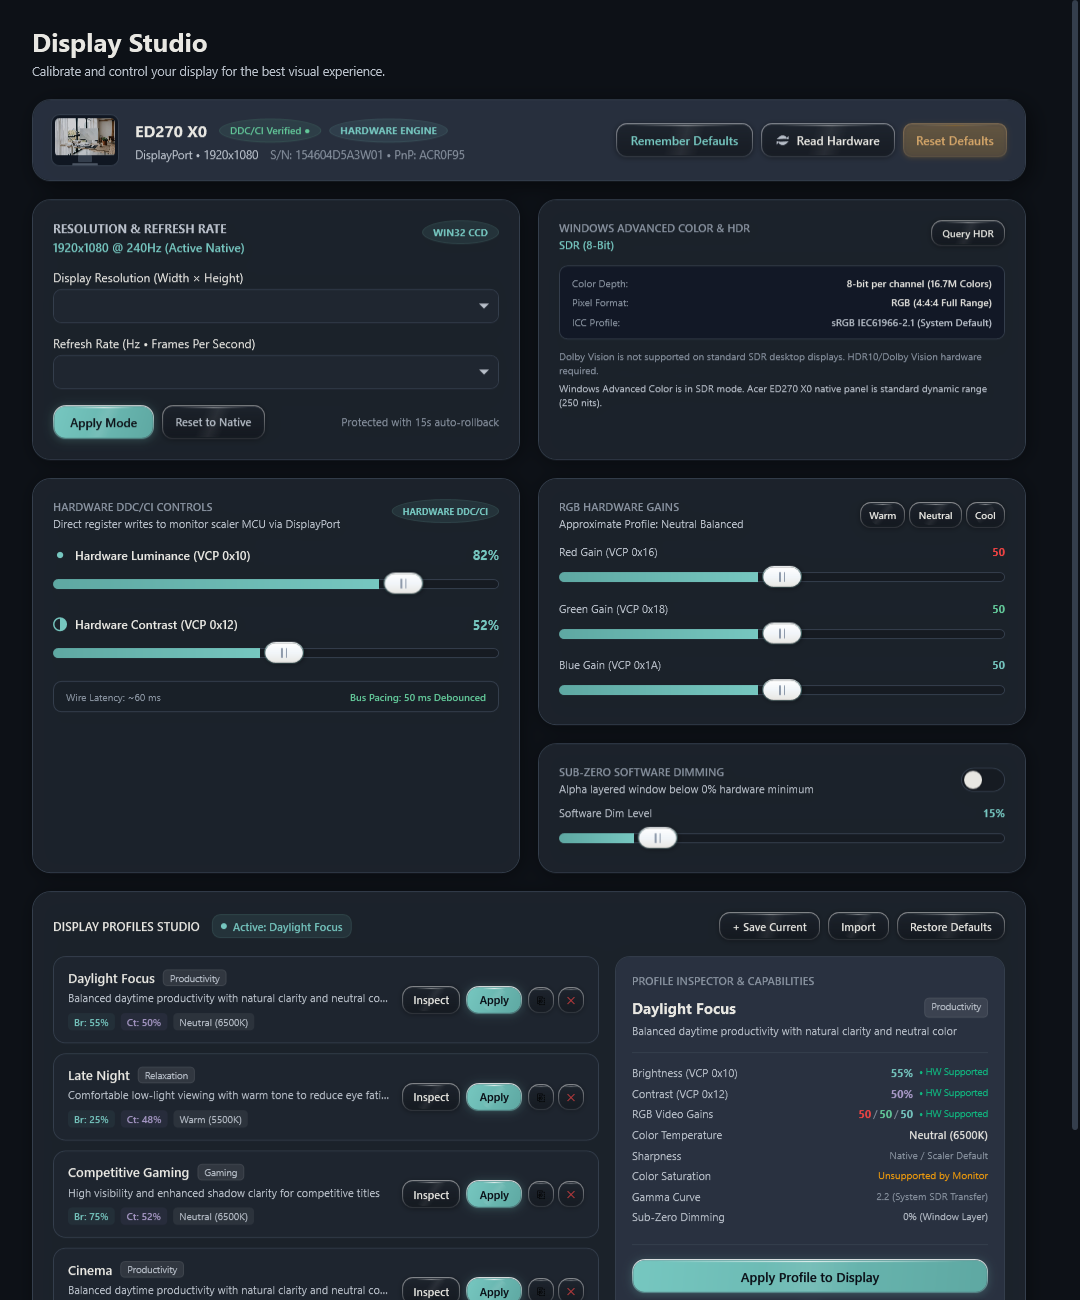 Display Studio
Calibrate and control your display for the best visual experience.
ED270 X0
DDC/CI Verified ●
HARDWARE ENGINE
DisplayPort • 1920x1080
S/N: 154604D5A3W01 • PnP: ACR0F95
Remember Defaults
Read Hardware
Reset Defaults
RESOLUTION & REFRESH RATE
1920x1080 @ 240Hz (Active Native)
WIN32 CCD
Display Resolution (Width × Height)
Refresh Rate (Hz • Frames Per Second)
Apply Mode
Reset to Native
Protected with 15s auto-rollback
WINDOWS ADVANCED COLOR & HDR
SDR (8-Bit)
Query HDR
Color Depth:
8-bit per channel (16.7M Colors)
Pixel Format:
RGB (4:4:4 Full Range)
ICC Profile:
sRGB IEC61966-2.1 (System Default)
Dolby Vision is not supported on standard SDR desktop displays. HDR10/Dolby Vision hardware
required.
Windows Advanced Color is in SDR mode. Acer ED270 X0 native panel is standard dynamic range
(250 nits).
HARDWARE DDC/CI CONTROLS
Direct register writes to monitor scaler MCU via DisplayPort
HARDWARE DDC/CI
Hardware Luminance (VCP 0x10)
82%
Hardware Contrast (VCP 0x12)
52%
Wire Latency: ~60 ms
Bus Pacing: 50 ms Debounced
RGB HARDWARE GAINS
Approximate Profile: Neutral Balanced
Warm
Neutral
Cool
Red Gain (VCP 0x16)
50
Green Gain (VCP 0x18)
50
Blue Gain (VCP 0x1A)
50
SUB-ZERO SOFTWARE DIMMING
Alpha layered window below 0% hardware minimum
Software Dim Level
15%
DISPLAY PROFILES STUDIO
● Active: Daylight Focus
+ Save Current
Import
Restore Defaults
Daylight Focus
Productivity
Balanced daytime productivity with natural clarity and neutral co...
Br: 55%
Ct: 50%
Neutral (6500K)
Inspect
Apply
Late Night
Relaxation
Comfortable low-light viewing with warm tone to reduce eye fati...
Br: 25%
Ct: 48%
Warm (5500K)
Inspect
Apply
Competitive Gaming
Gaming
High visibility and enhanced shadow clarity for competitive titles
Br: 75%
Ct: 52%
Neutral (6500K)
Inspect
Apply
Cinema
Productivity
Balanced daytime productivity with natural clarity and neutral co...
Inspect
Apply
PROFILE INSPECTOR & CAPABILITIES
Daylight Focus
Productivity
Balanced daytime productivity with natural clarity and neutral color
Brightness (VCP 0x10)
55% • HW Supported
Contrast (VCP 0x12)
50% • HW Supported
RGB Video Gains
50 / 50 / 50 • HW Supported
Color Temperature
Neutral (6500K)
Sharpness
Native / Scaler Default
Color Saturation
Unsupported by Monitor
Gamma Curve
2.2 (System SDR Transfer)
Sub-Zero Dimming
0% (Window Layer)
Apply Profile to Display